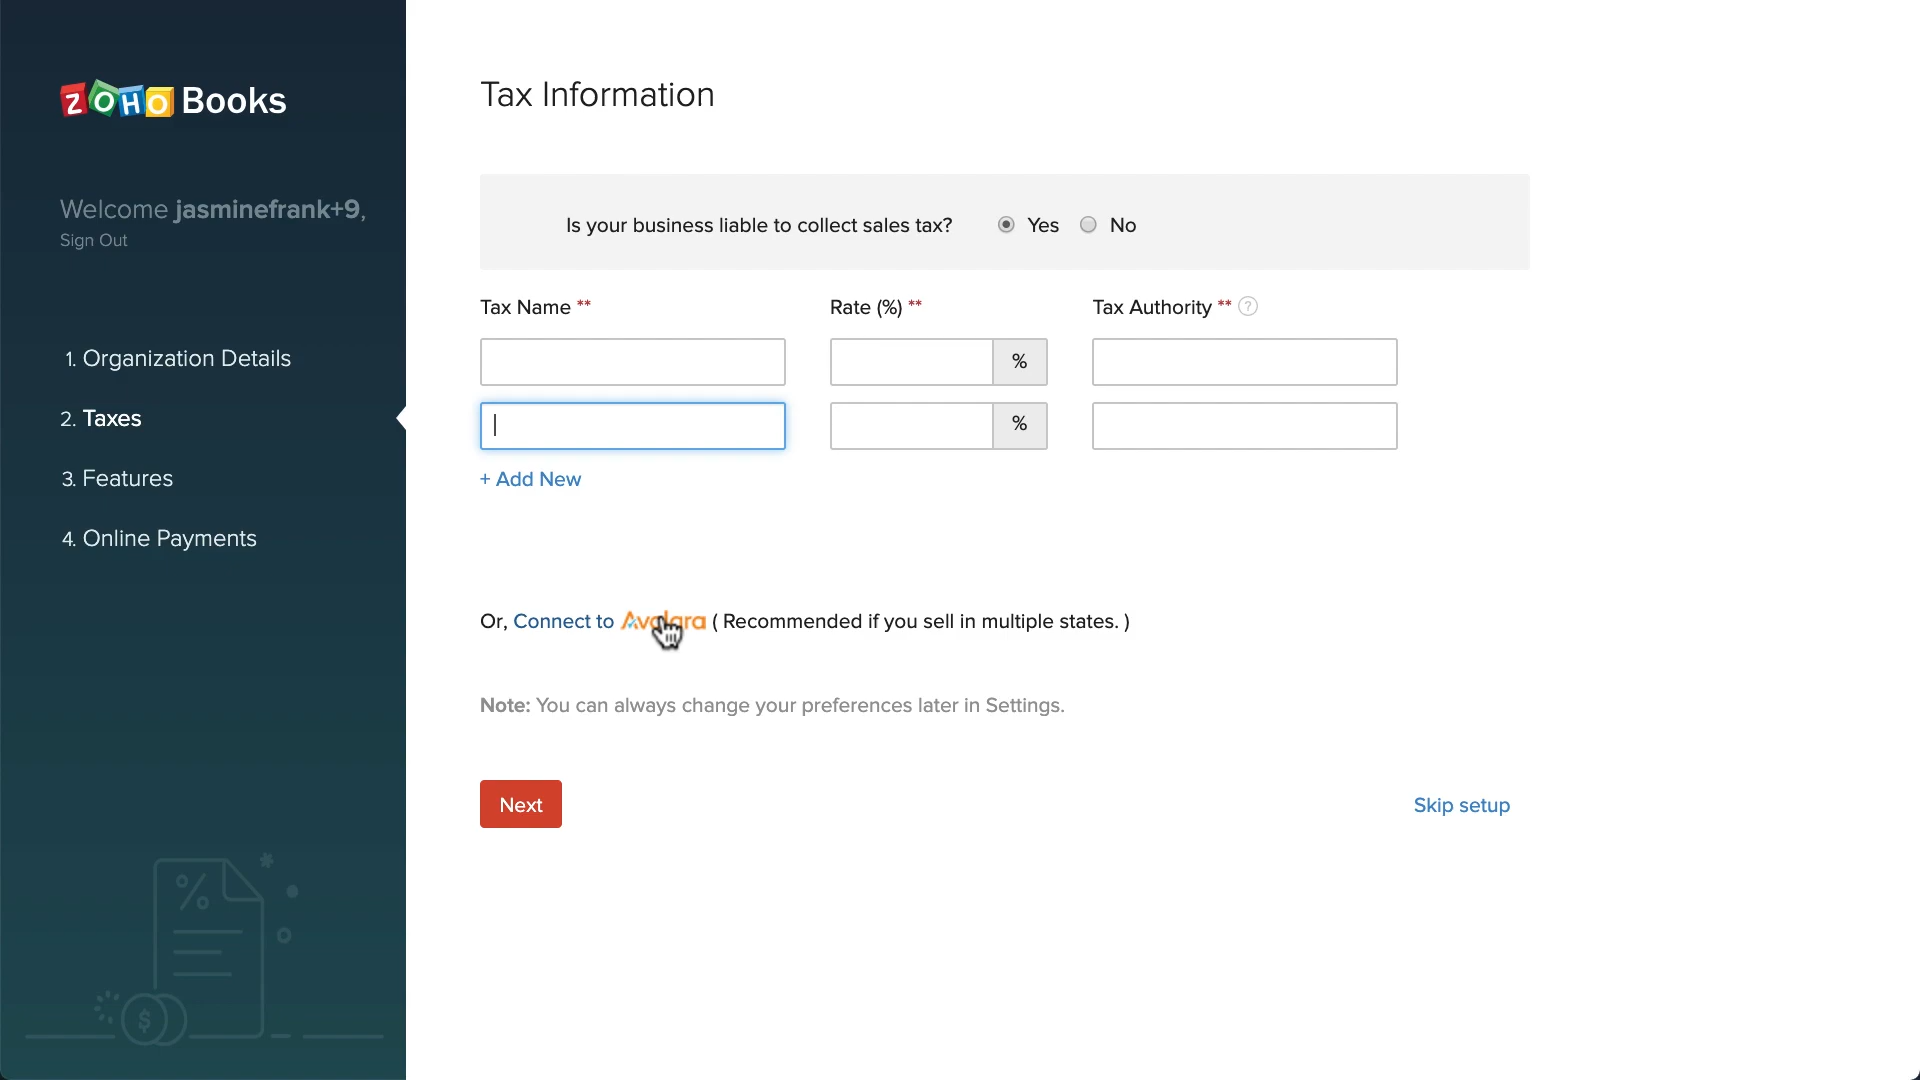 ZOHO Books
Welcome jasminefrank+9,
Sign Out
1. Organization Details
2. Taxes
3. Features
4. Online Payments
Tax Information
Is your business liable to collect sales tax? Yes No
Tax Name ** Rate (%) ** Tax Authority ** ?
%
%
+ Add New
Or, Connect to Avalara ( Recommended if you sell in multiple states. )
Note: You can always change your preferences later in Settings.
Next Skip setup